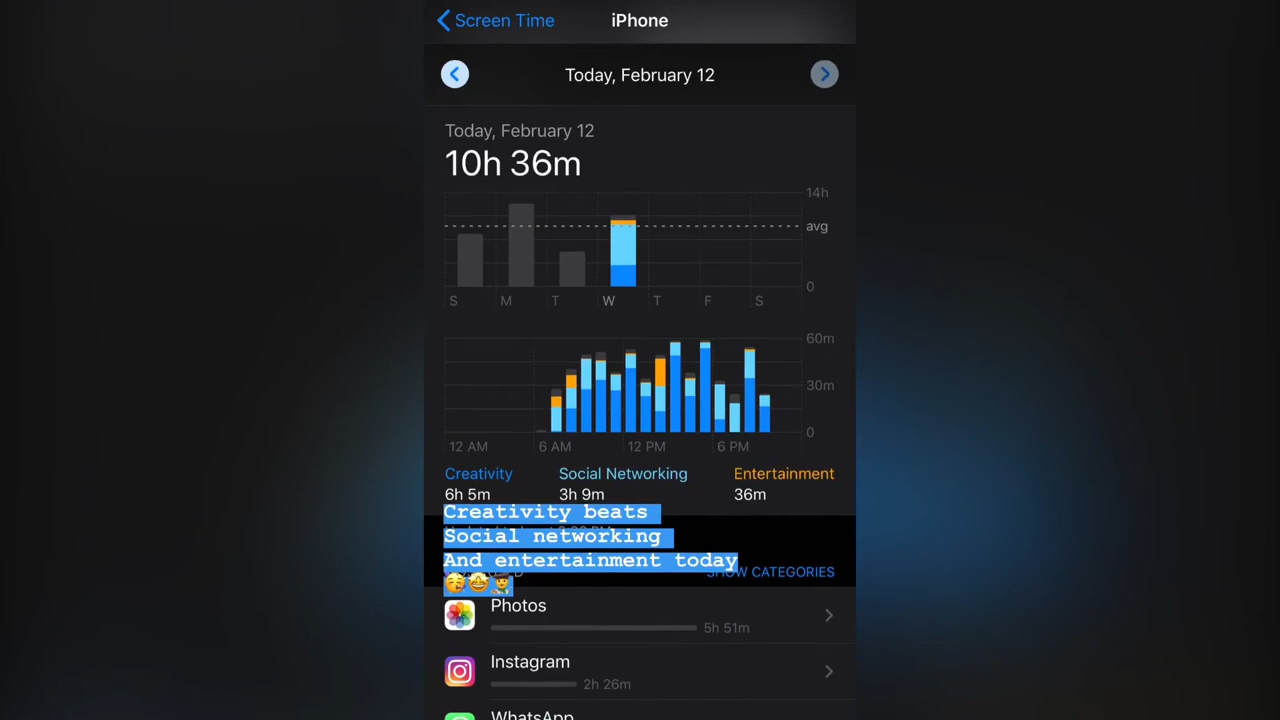 Screen Time
iPhone
Today, February 12
Today, February 12
10h 36m
14h
avg
0
S M T W T F S
60m
30m
0
12 AM 6 AM 12 PM 6 PM
Creativity Social Networking Entertainment
6h 5m 3h 9m 36m
Creativity beats
Social networking
And entertainment today
🥳🤩👨‍🎨
SHOW CATEGORIES
Photos
5h 51m
Instagram
2h 26m
WhatsApp